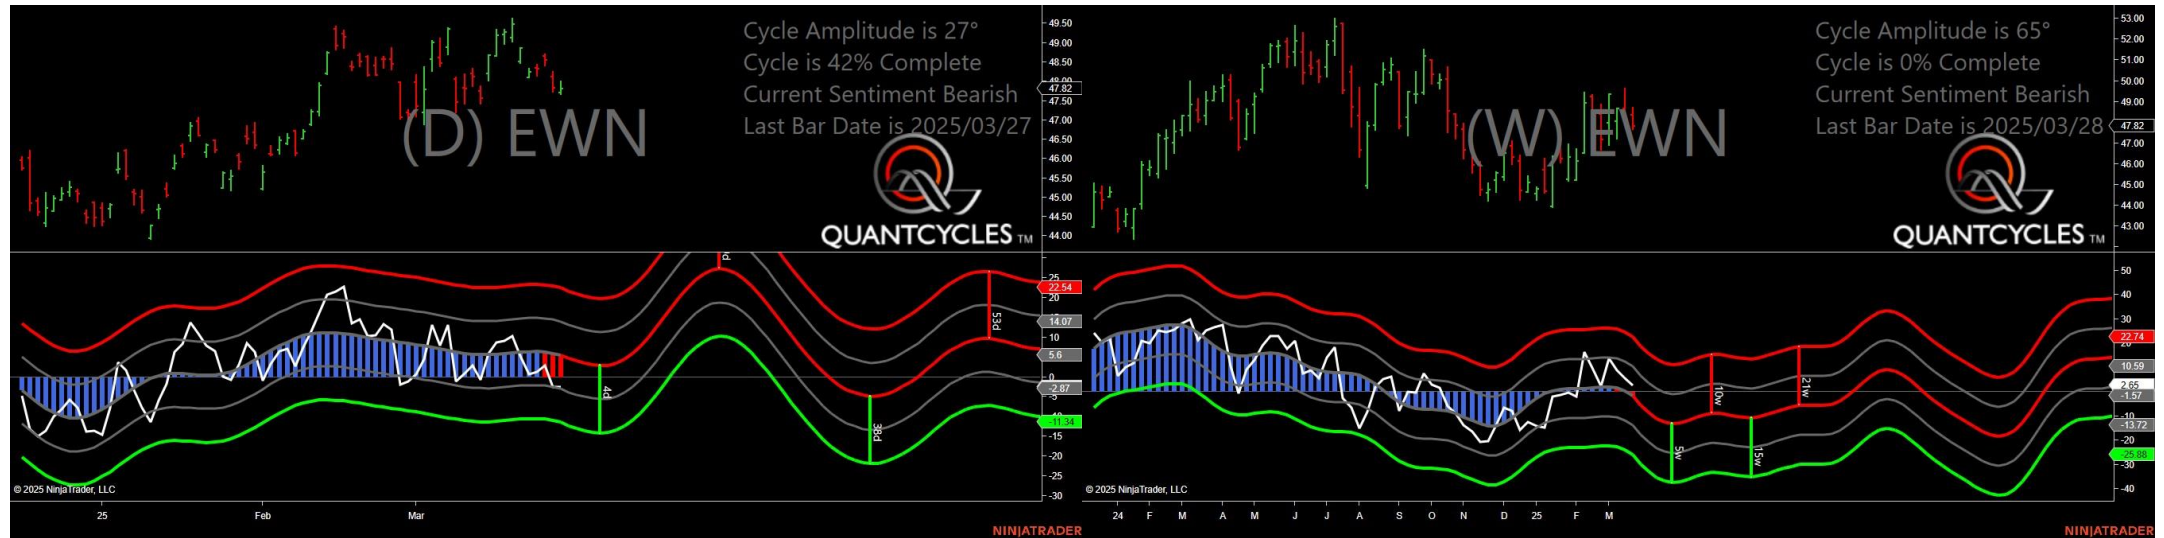 Cycle Amplitude is 27°
Cycle is 42% Complete
Current Sentiment Bearish
Last Bar Date is 2025/03/27
(D) EWN
QUANTCYCLES TM
49.50
49.00
48.50
48.00
47.82
47.50
47.00
46.50
46.00
45.50
45.00
44.50
44.00
25
22.54
20
14.07
10
5.6
0
-2.87
-5
-11.34
-15
-20
-25
-30
4d
38d
53d
© 2025 NinjaTrader, LLC
25
Feb
Mar
NINJATRADER
Cycle Amplitude is 65°
Cycle is 0% Complete
Current Sentiment Bearish
Last Bar Date is 2025/03/28
(W) EWN
QUANTCYCLES TM
53.00
52.00
51.00
50.00
49.00
47.82
47.00
46.00
45.00
44.00
43.00
50
40
30
22.74
20
10.59
2.65
-1.57
-10
-13.72
-20
-25.88
-30
-40
5w
10w
15w
21w
© 2025 NinjaTrader, LLC
24 F M A M J J A S O N D 25 F M
NINJATRADER